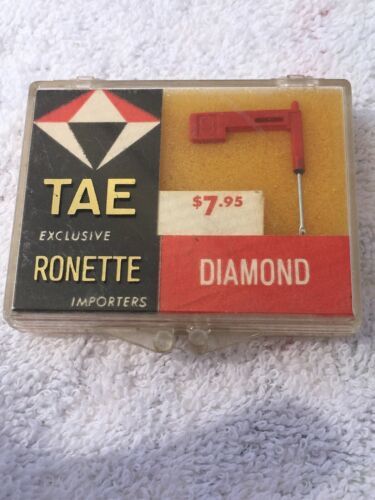 TAE
EXCLUSIVE
RONETTE
IMPORTERS
$7.95
DIAMOND